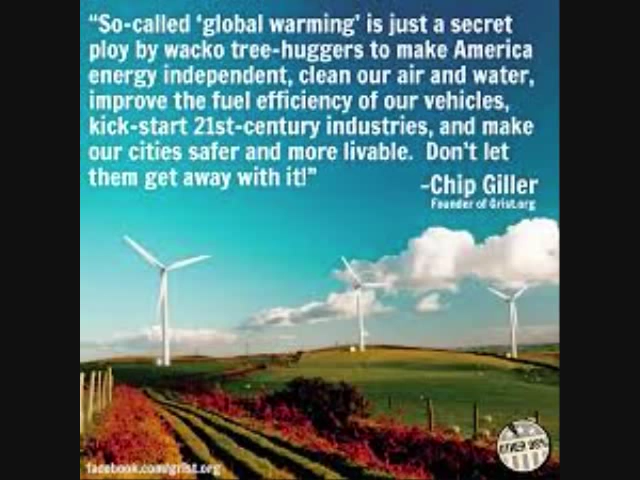 “So-called ‘global warming’ is just a secret
ploy by wacko tree-huggers to make America
energy independent, clean our air and water,
improve the fuel efficiency of our vehicles,
kick-start 21st-century industries, and make
our cities safer and more livable. Don’t let
them get away with it!”
-Chip Giller
Founder of Grist.org
facebook.com/grist.org
OTHER 98%